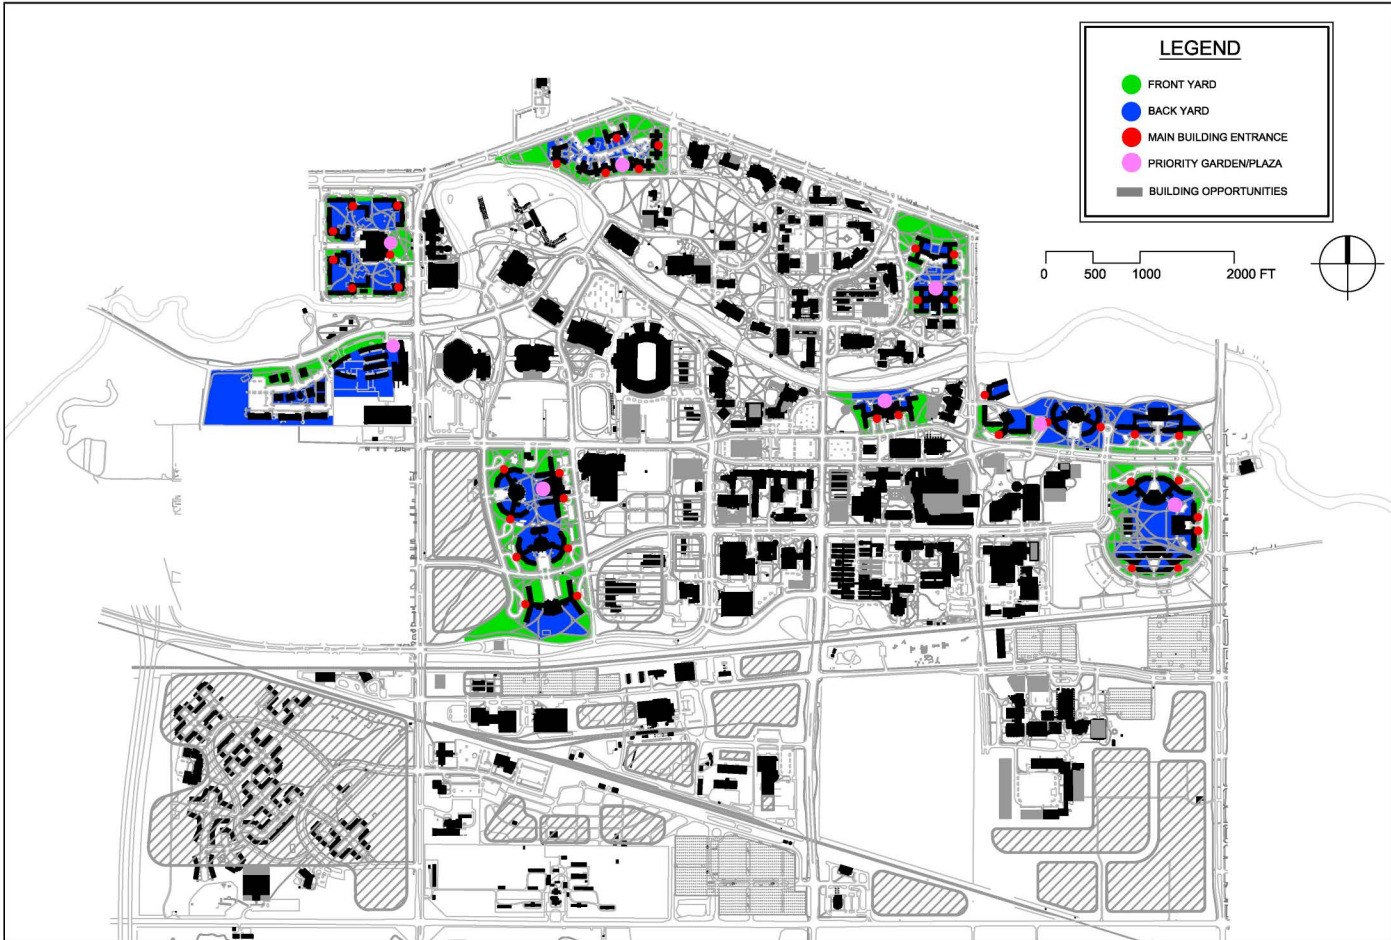 LEGEND
FRONT YARD
BACK YARD
MAIN BUILDING ENTRANCE
PRIORITY GARDEN/PLAZA
BUILDING OPPORTUNITIES
0 500 1000 2000 FT